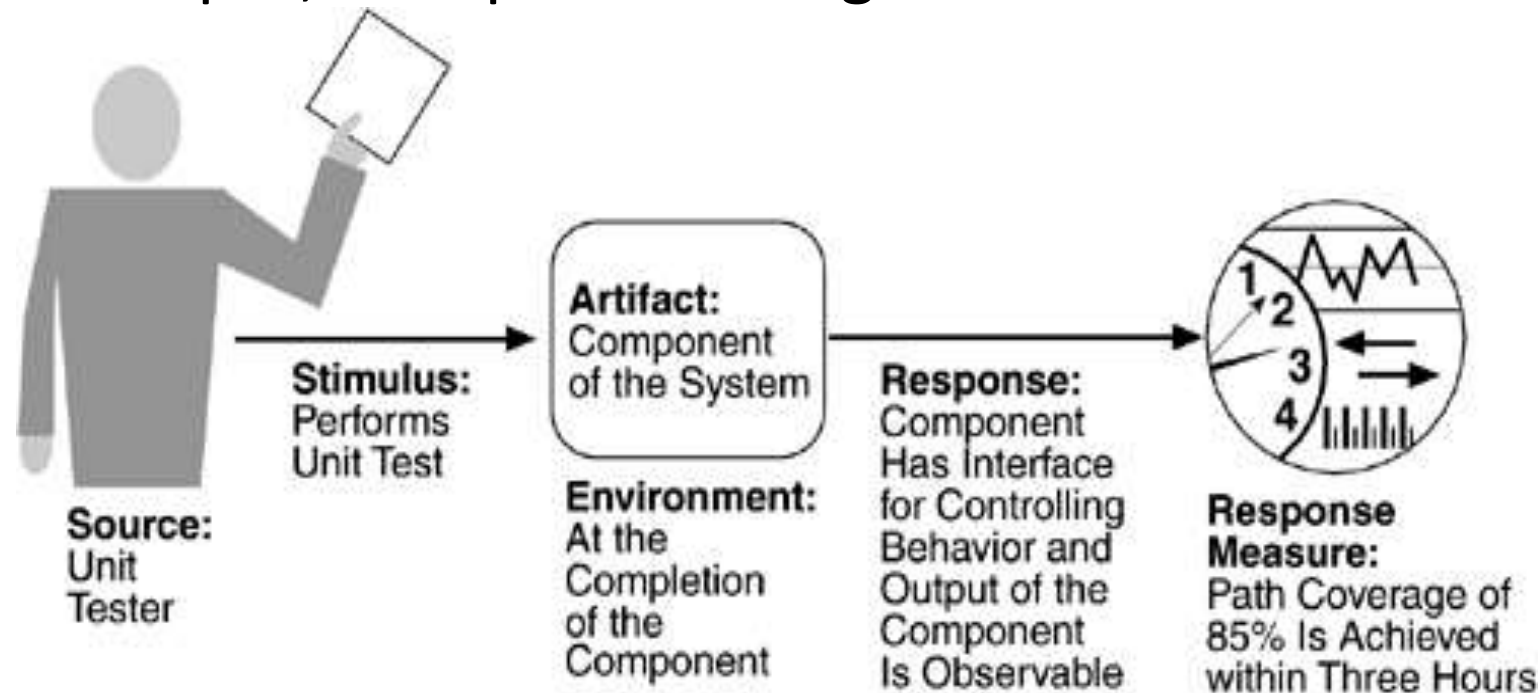 Source:
Unit
Tester
Stimulus:
Performs
Unit Test
Artifact:
Component
of the System
Environment:
At the
Completion
of the
Component
Response:
Component
Has Interface
for Controlling
Behavior and
Output of the
Component
Is Observable
1
2
3
4
Response
Measure:
Path Coverage of
85% Is Achieved
within Three Hours